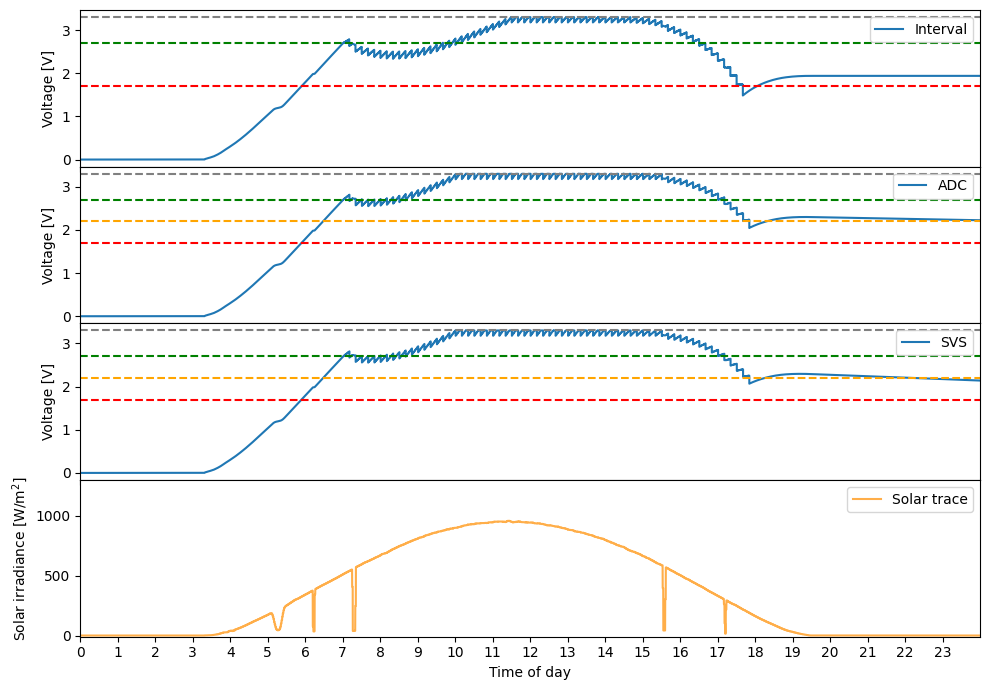 Voltage [V]
3
2
1
0
Interval
Voltage [V]
3
2
1
0
ADC
Voltage [V]
3
2
1
0
SVS
Solar irradiance [W/m²]
1000
500
0
Solar trace
0 1 2 3 4 5 6 7 8 9 10 11 12 13 14 15 16 17 18 19 20 21 22 23
Time of day